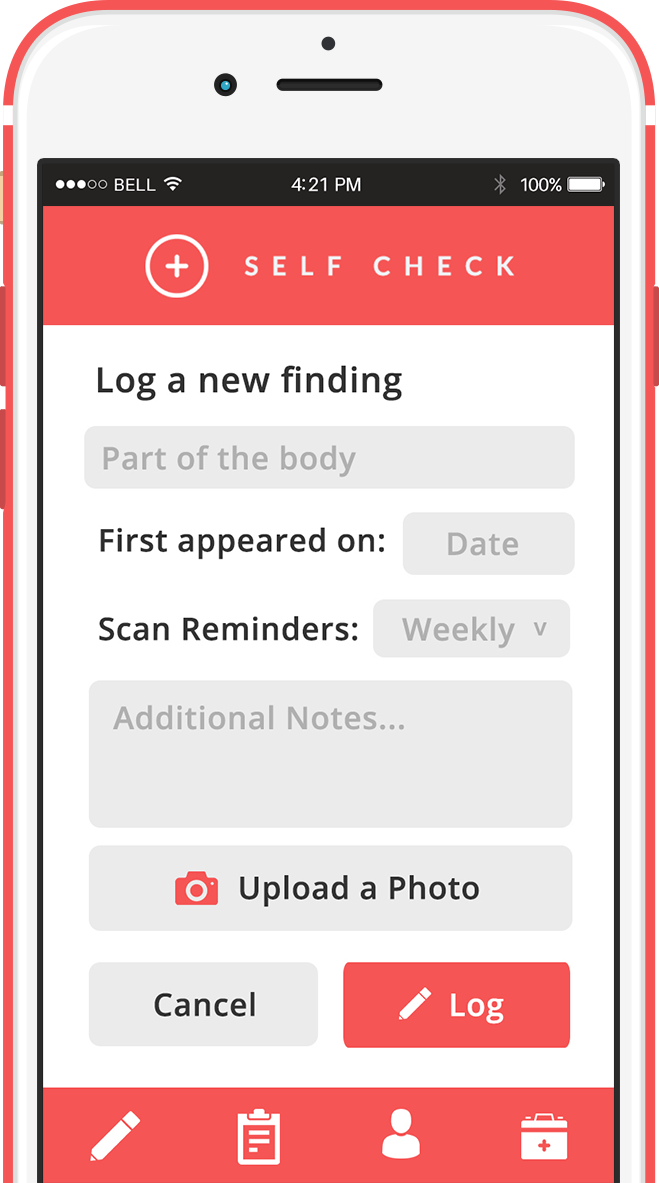 BELL 4:21 PM 100%
SELF CHECK
Log a new finding
Part of the body
First appeared on: Date
Scan Reminders: Weekly v
Additional Notes...
Upload a Photo
Cancel Log